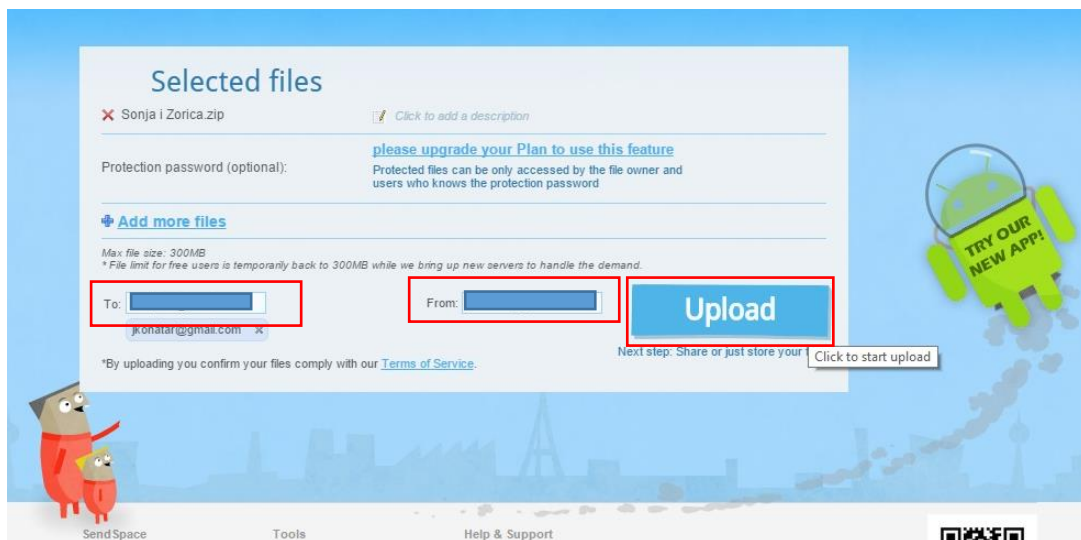 Selected files
Sonja i Zorica.zip
Click to add a description
Protection password (optional):
please upgrade your Plan to use this feature
Protected files can be only accessed by the file owner and
users who knows the protection password
Add more files
Max file size: 300MB
* File limit for free users is temporarily back to 300MB while we bring up new servers to handle the demand.
To:
From:
Upload
jkonatar@gmail.com
Next step: Share or just store your
Click to start upload
*By uploading you confirm your files comply with our Terms of Service.
TRY OUR
NEW APP!
SendSpace
Tools
Help & Support